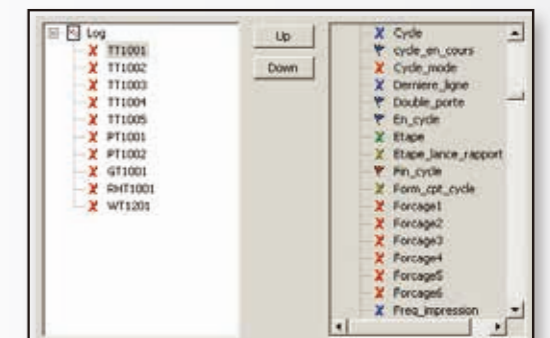 Log
TT1001
TT1002
TT1003
TT1004
TT1005
PT1001
PT1002
GT1001
RHT1001
WT1201
Up
Down
Cycle
cycle_en_cours
Cycle_mode
Derniere_ligne
Double_porte
En_cycle
Etape
Etape_lance_rapport
Fin_cycle
Form_cpt_cycle
Forcage1
Forcage2
Forcage3
Forcage4
Forcage5
Forcage6
Freq_impression